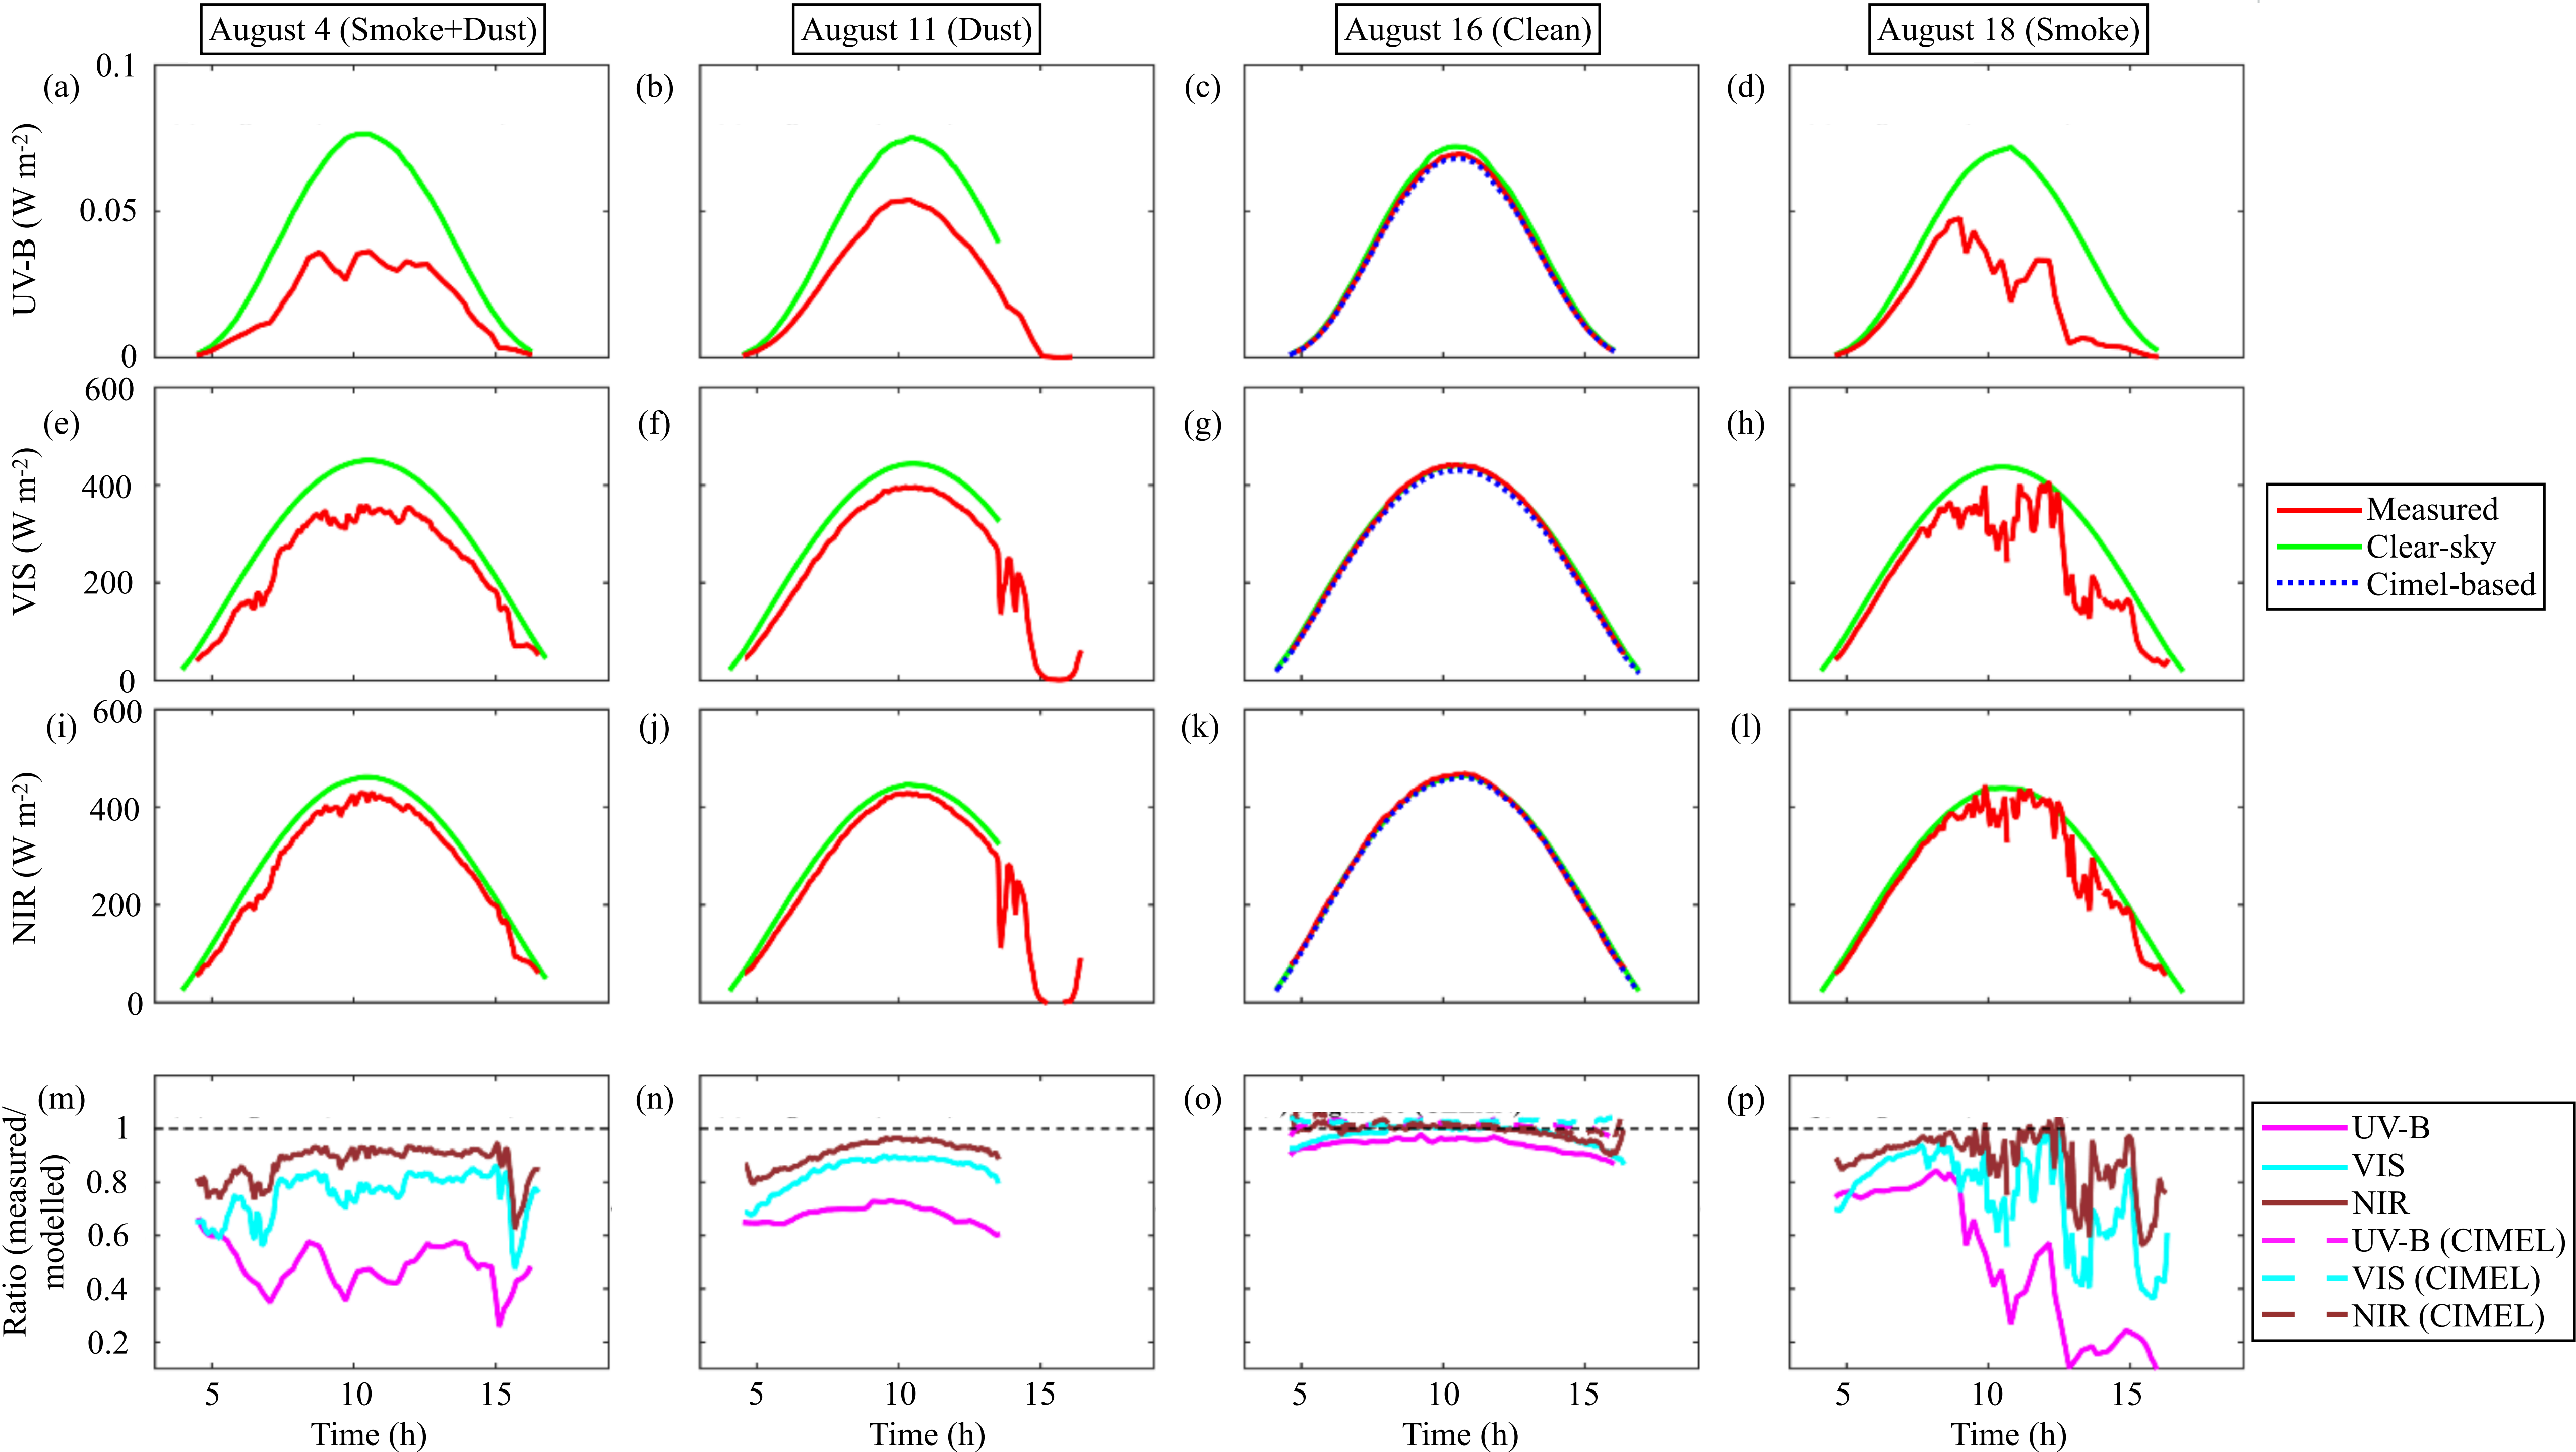 August 4 (Smoke+Dust)
August 11 (Dust)
August 16 (Clean)
August 18 (Smoke)
(a)
(b)
(c)
(d)
UV-B (W m-2)
0.1
0.05
0
(e)
(f)
(g)
(h)
VIS (W m-2)
600
400
200
0
Measured
Clear-sky
Cimel-based
(i)
(j)
(k)
(l)
NIR (W m-2)
600
400
200
0
(m)
(n)
(o)
(p)
Ratio (measured/
modelled)
1
0.8
0.6
0.4
0.2
UV-B
VIS
NIR
UV-B (CIMEL)
VIS (CIMEL)
NIR (CIMEL)
5 10 15
5 10 15
5 10 15
5 10 15
Time (h)
Time (h)
Time (h)
Time (h)